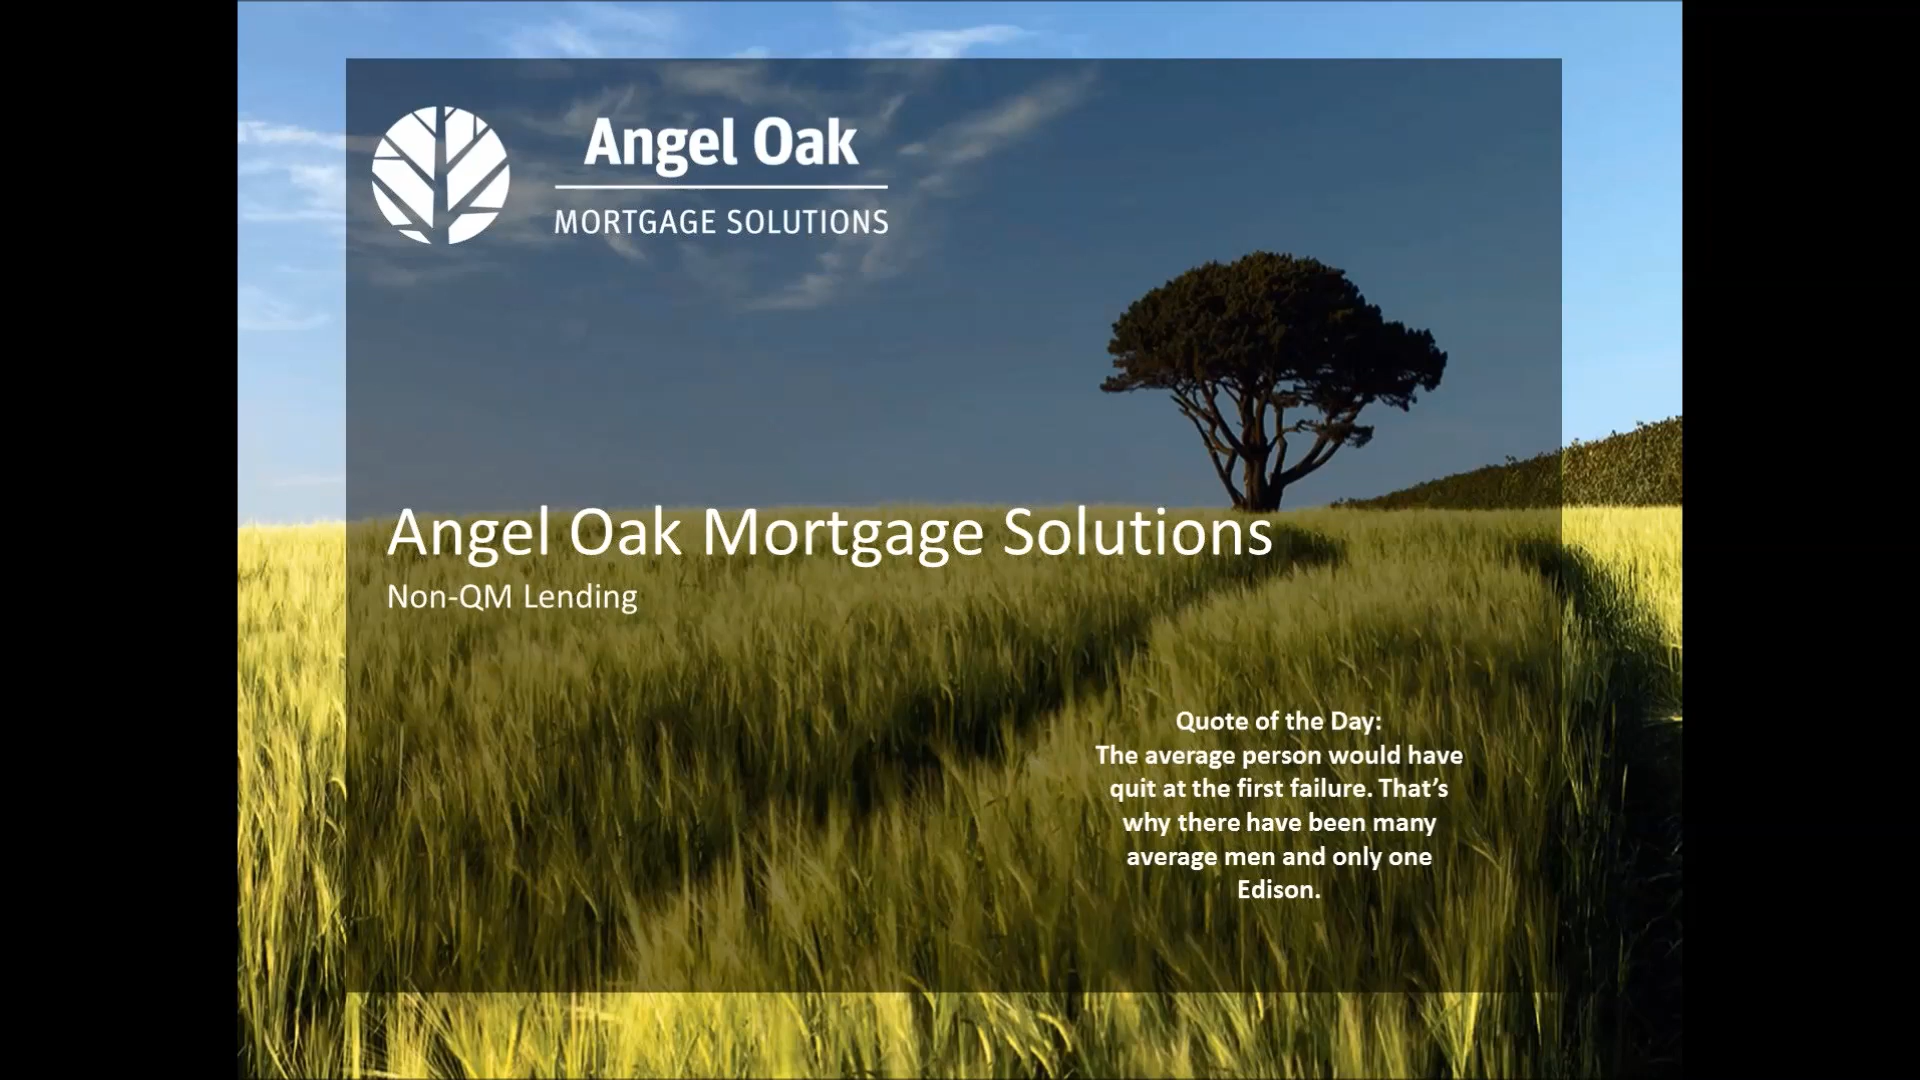 Angel Oak
MORTGAGE SOLUTIONS
Angel Oak Mortgage Solutions
Non-QM Lending
Quote of the Day:
The average person would have
quit at the first failure. That’s
why there have been many
average men and only one
Edison.